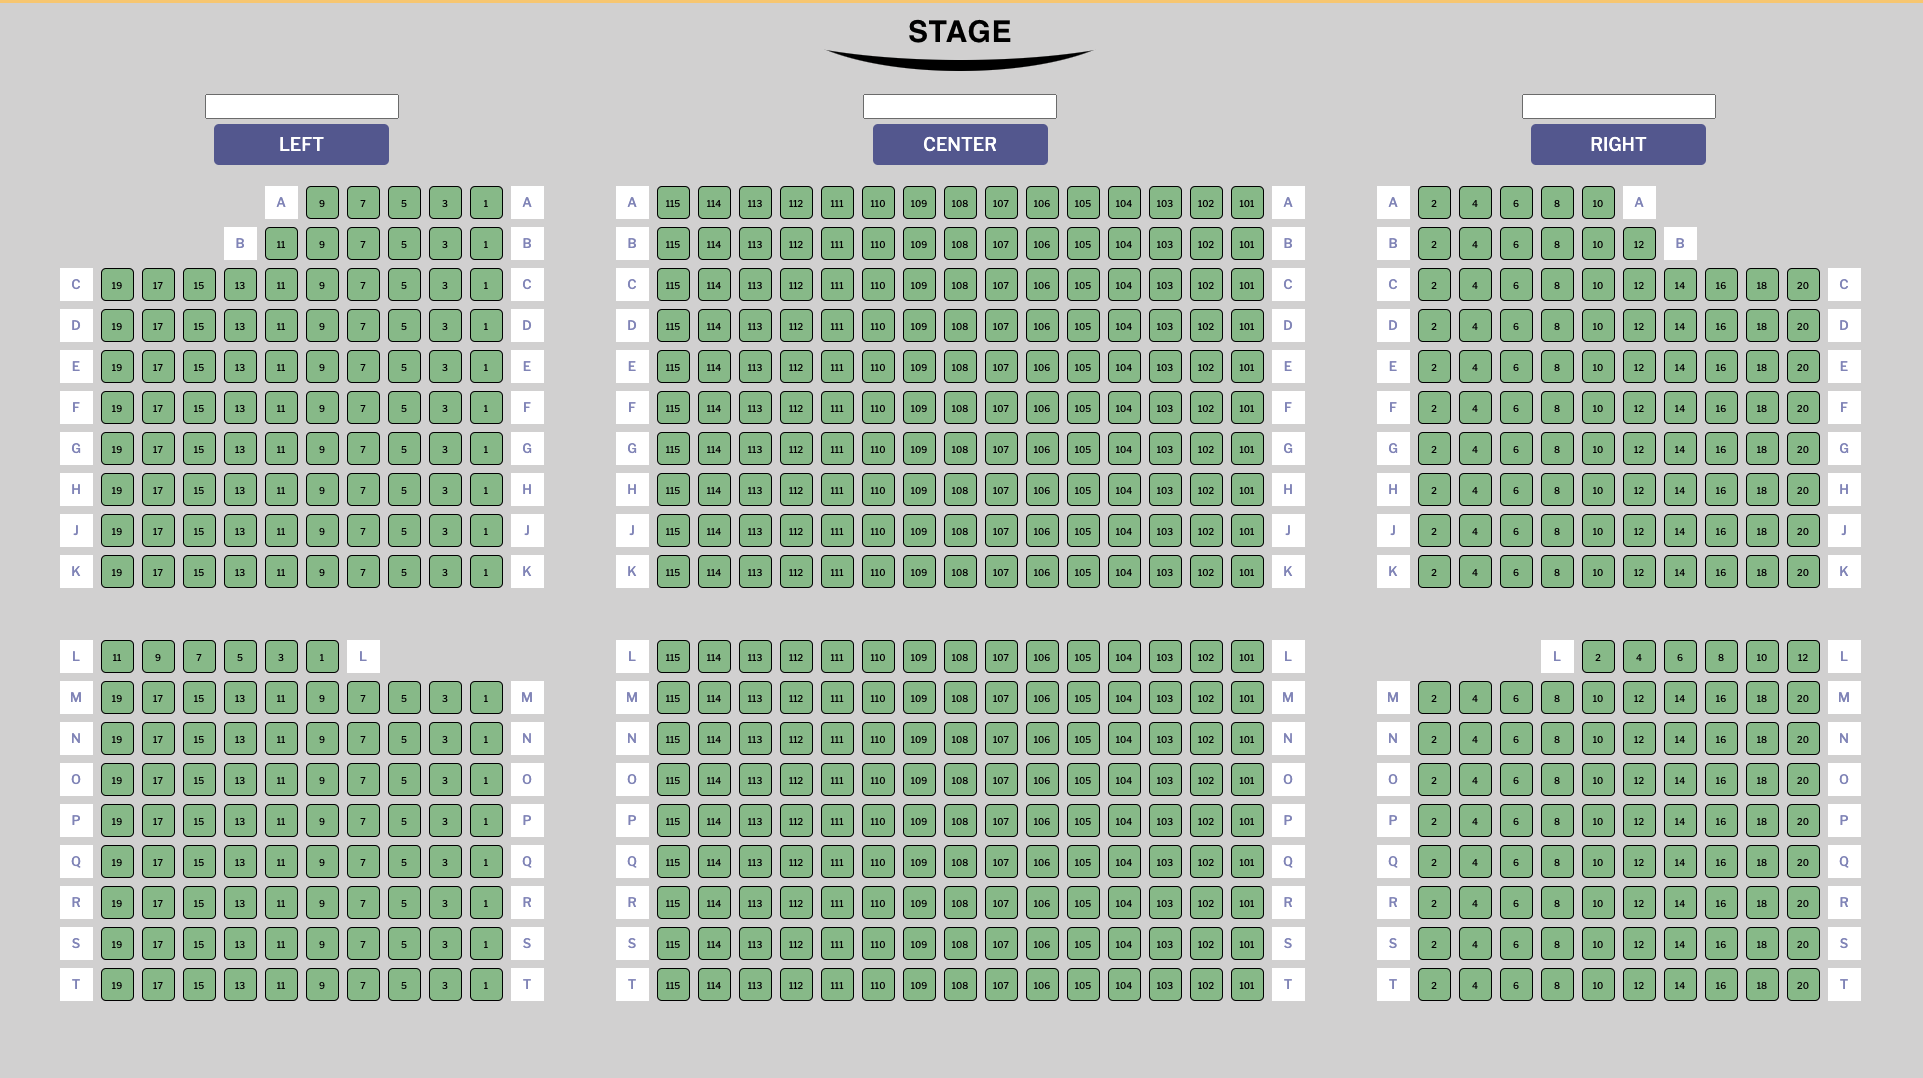 STAGE
LEFT CENTER RIGHT
A 9 7 5 3 1 A A 115 114 113 112 111 110 109 108 107 106 105 104 103 102 101 A A 2 4 6 8 10 A
B 11 9 7 5 3 1 B B 115 114 113 112 111 110 109 108 107 106 105 104 103 102 101 B B 2 4 6 8 10 12 B
C 19 17 15 13 11 9 7 5 3 1 C C 115 114 113 112 111 110 109 108 107 106 105 104 103 102 101 C C 2 4 6 8 10 12 14 16 18 20 C
D 19 17 15 13 11 9 7 5 3 1 D D 115 114 113 112 111 110 109 108 107 106 105 104 103 102 101 D D 2 4 6 8 10 12 14 16 18 20 D
E 19 17 15 13 11 9 7 5 3 1 E E 115 114 113 112 111 110 109 108 107 106 105 104 103 102 101 E E 2 4 6 8 10 12 14 16 18 20 E
F 19 17 15 13 11 9 7 5 3 1 F F 115 114 113 112 111 110 109 108 107 106 105 104 103 102 101 F F 2 4 6 8 10 12 14 16 18 20 F
G 19 17 15 13 11 9 7 5 3 1 G G 115 114 113 112 111 110 109 108 107 106 105 104 103 102 101 G G 2 4 6 8 10 12 14 16 18 20 G
H 19 17 15 13 11 9 7 5 3 1 H H 115 114 113 112 111 110 109 108 107 106 105 104 103 102 101 H H 2 4 6 8 10 12 14 16 18 20 H
J 19 17 15 13 11 9 7 5 3 1 J J 115 114 113 112 111 110 109 108 107 106 105 104 103 102 101 J J 2 4 6 8 10 12 14 16 18 20 J
K 19 17 15 13 11 9 7 5 3 1 K K 115 114 113 112 111 110 109 108 107 106 105 104 103 102 101 K K 2 4 6 8 10 12 14 16 18 20 K
L 11 9 7 5 3 1 L L 115 114 113 112 111 110 109 108 107 106 105 104 103 102 101 L L 2 4 6 8 10 12 L
M 19 17 15 13 11 9 7 5 3 1 M M 115 114 113 112 111 110 109 108 107 106 105 104 103 102 101 M M 2 4 6 8 10 12 14 16 18 20 M
N 19 17 15 13 11 9 7 5 3 1 N N 115 114 113 112 111 110 109 108 107 106 105 104 103 102 101 N N 2 4 6 8 10 12 14 16 18 20 N
O 19 17 15 13 11 9 7 5 3 1 O O 115 114 113 112 111 110 109 108 107 106 105 104 103 102 101 O O 2 4 6 8 10 12 14 16 18 20 O
P 19 17 15 13 11 9 7 5 3 1 P P 115 114 113 112 111 110 109 108 107 106 105 104 103 102 101 P P 2 4 6 8 10 12 14 16 18 20 P
Q 19 17 15 13 11 9 7 5 3 1 Q Q 115 114 113 112 111 110 109 108 107 106 105 104 103 102 101 Q Q 2 4 6 8 10 12 14 16 18 20 Q
R 19 17 15 13 11 9 7 5 3 1 R R 115 114 113 112 111 110 109 108 107 106 105 104 103 102 101 R R 2 4 6 8 10 12 14 16 18 20 R
S 19 17 15 13 11 9 7 5 3 1 S S 115 114 113 112 111 110 109 108 107 106 105 104 103 102 101 S S 2 4 6 8 10 12 14 16 18 20 S
T 19 17 15 13 11 9 7 5 3 1 T T 115 114 113 112 111 110 109 108 107 106 105 104 103 102 101 T T 2 4 6 8 10 12 14 16 18 20 T